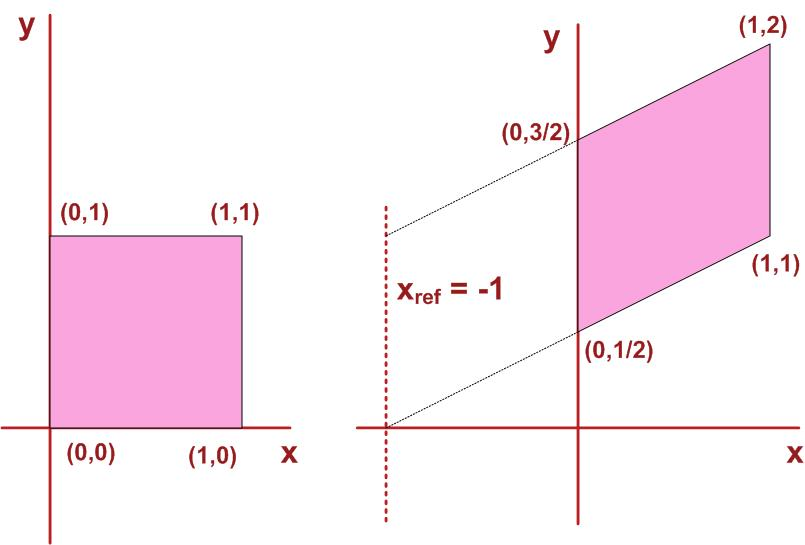 y
(0,1)
(1,1)
(0,0)
(1,0)
x
y
(1,2)
(0,3/2)
x_ref = -1
(1,1)
(0,1/2)
x